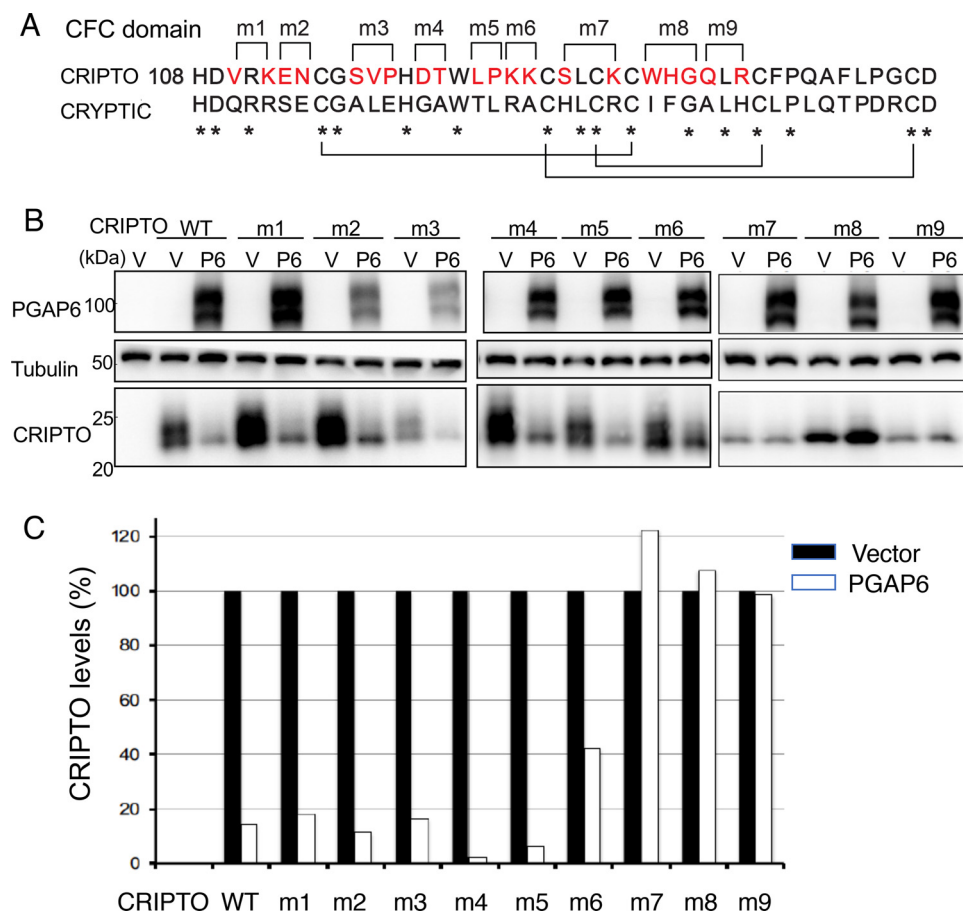 A
CFC domain m1 m2 m3 m4 m5 m6 m7 m8 m9
CRIPTO 108 HDVRKENCGSVPHDTWLPKKCSLCKCWHGQLRCFPQAFLPGCD
CRYPTIC HDQRRSECGALEHGAWTLRACHLCRCIFGALHCLPLQTPDRCD
* * * * * * * * * * * * * * * * *
B
CRIPTO WT m1 m2 m3 m4 m5 m6 m7 m8 m9
(kDa) V V P6 V P6 V P6 V P6 V P6 V P6 V P6 V P6 V P6 V P6
PGAP6 100
Tubulin 50
25
CRIPTO
20
C
CRIPTO levels (%)
120
100
80
60
40
20
0
Vector
PGAP6
CRIPTO WT m1 m2 m3 m4 m5 m6 m7 m8 m9